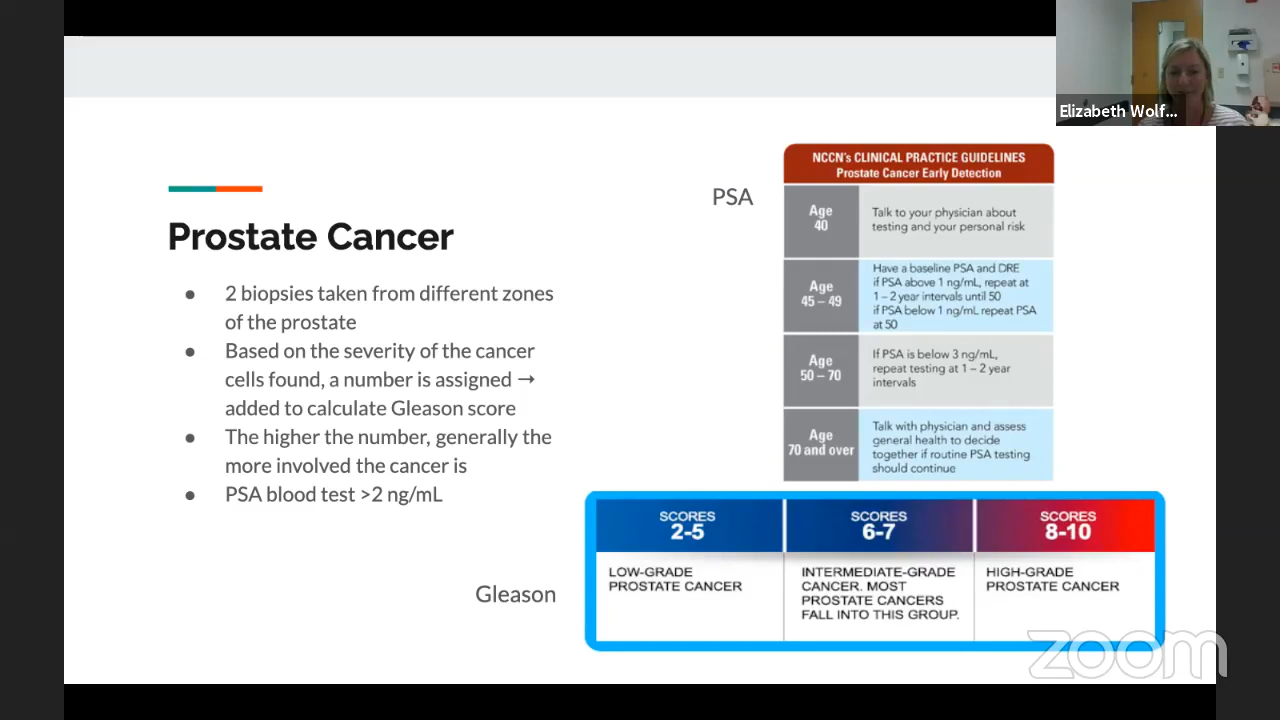 Elizabeth Wolf...
Prostate Cancer
● 2 biopsies taken from different zones
of the prostate
● Based on the severity of the cancer
cells found, a number is assigned →
added to calculate Gleason score
● The higher the number, generally the
more involved the cancer is
● PSA blood test >2 ng/mL
PSA
NCCN's CLINICAL PRACTICE GUIDELINES
Prostate Cancer Early Detection
Age
40
Talk to your physician about
testing and your personal risk
Age
45 – 49
Have a baseline PSA and DRE
if PSA above 1 ng/mL, repeat at
1 – 2 year intervals until 50
if PSA below 1 ng/mL repeat PSA
at 50
Age
50 – 70
If PSA is below 3 ng/mL,
repeat testing at 1 – 2 year
intervals
Age
70 and over
Talk with physician and assess
general health to decide
together if routine PSA testing
should continue
Gleason
SCORES
2-5
LOW-GRADE
PROSTATE CANCER
SCORES
6-7
INTERMEDIATE-GRADE
CANCER. MOST
PROSTATE CANCERS
FALL INTO THIS GROUP.
SCORES
8-10
HIGH-GRADE
PROSTATE CANCER
zoom